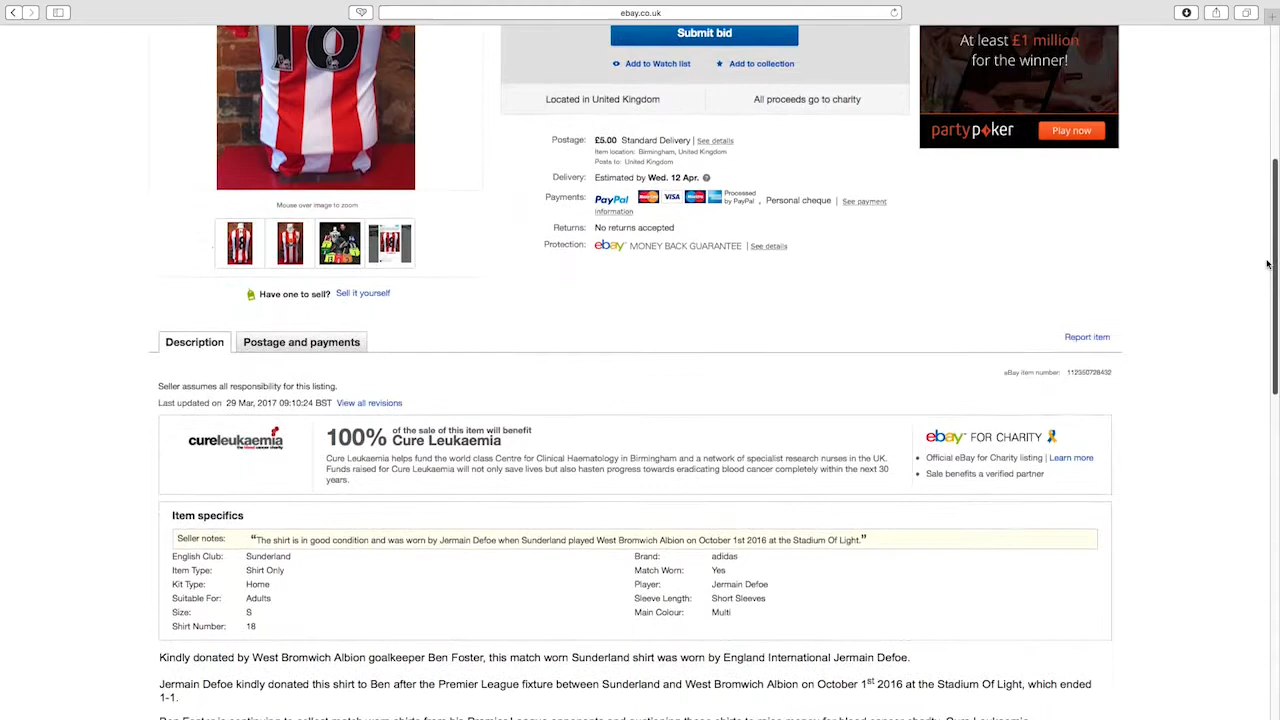 ebay.co.uk
Submit bid
Add to Watch list
Add to collection
Located in United Kingdom
All proceeds go to charity
At least £1 million
for the winner!
partypoker
Play now
Postage: £5.00 Standard Delivery | See details
Item location: Birmingham, United Kingdom
Posts to: United Kingdom
Delivery: Estimated by Wed. 12 Apr.
Payments: PayPal VISA Processed by PayPal , Personal cheque | See payment
information
Returns: No returns accepted
Protection: ebay MONEY BACK GUARANTEE | See details
Mouse over image to zoom
Have one to sell? Sell it yourself
Description
Postage and payments
Report item
eBay item number: 112350728432
Seller assumes all responsibility for this listing.
Last updated on 29 Mar, 2017 09:10:24 BST View all revisions
cureleukaemia
the blood cancer charity
100% of the sale of this item will benefit
Cure Leukaemia
Cure Leukaemia helps fund the world class Centre for Clinical Haematology in Birmingham and a network of specialist research nurses in the UK.
Funds raised for Cure Leukaemia will not only save lives but also hasten progress towards eradicating blood cancer completely within the next 30
years.
ebay FOR CHARITY
Official eBay for Charity listing | Learn more
Sale benefits a verified partner
Item specifics
Seller notes: “The shirt is in good condition and was worn by Jermain Defoe when Sunderland played West Bromwich Albion on October 1st 2016 at the Stadium Of Light.”
English Club: Sunderland Brand: adidas
Item Type: Shirt Only Match Worn: Yes
Kit Type: Home Player: Jermain Defoe
Suitable For: Adults Sleeve Length: Short Sleeves
Size: S Main Colour: Multi
Shirt Number: 18
Kindly donated by West Bromwich Albion goalkeeper Ben Foster, this match worn Sunderland shirt was worn by England International Jermain Defoe.
Jermain Defoe kindly donated this shirt to Ben after the Premier League fixture between Sunderland and West Bromwich Albion on October 1st 2016 at the Stadium Of Light, which ended
1-1.